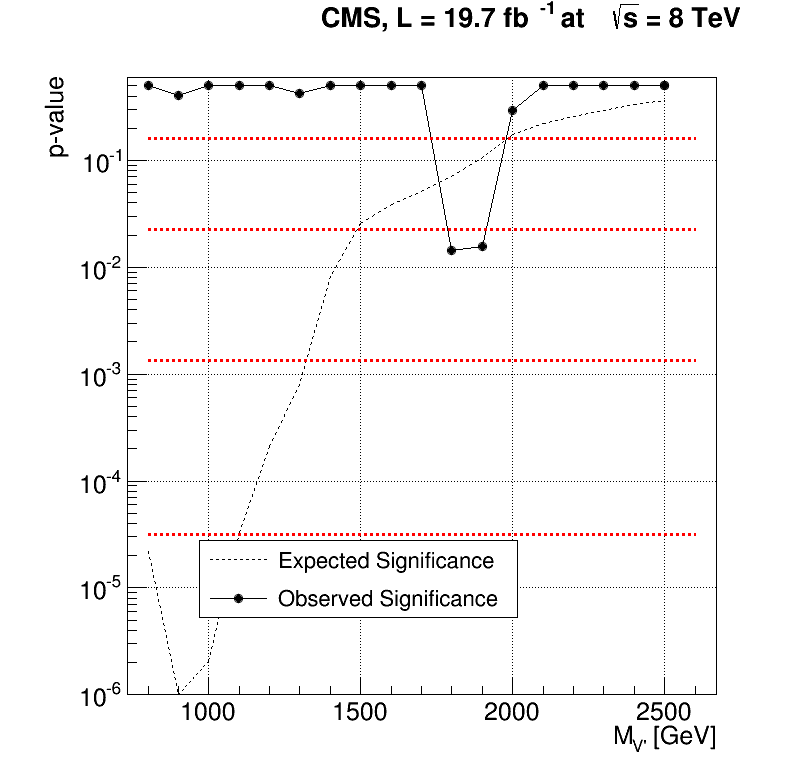 CMS, L = 19.7 fb -1 at √s = 8 TeV
p-value
10-1
10-2
10-3
10-4
10-5
10-6
Expected Significance
Observed Significance
1000 1500 2000 2500
MV' [GeV]